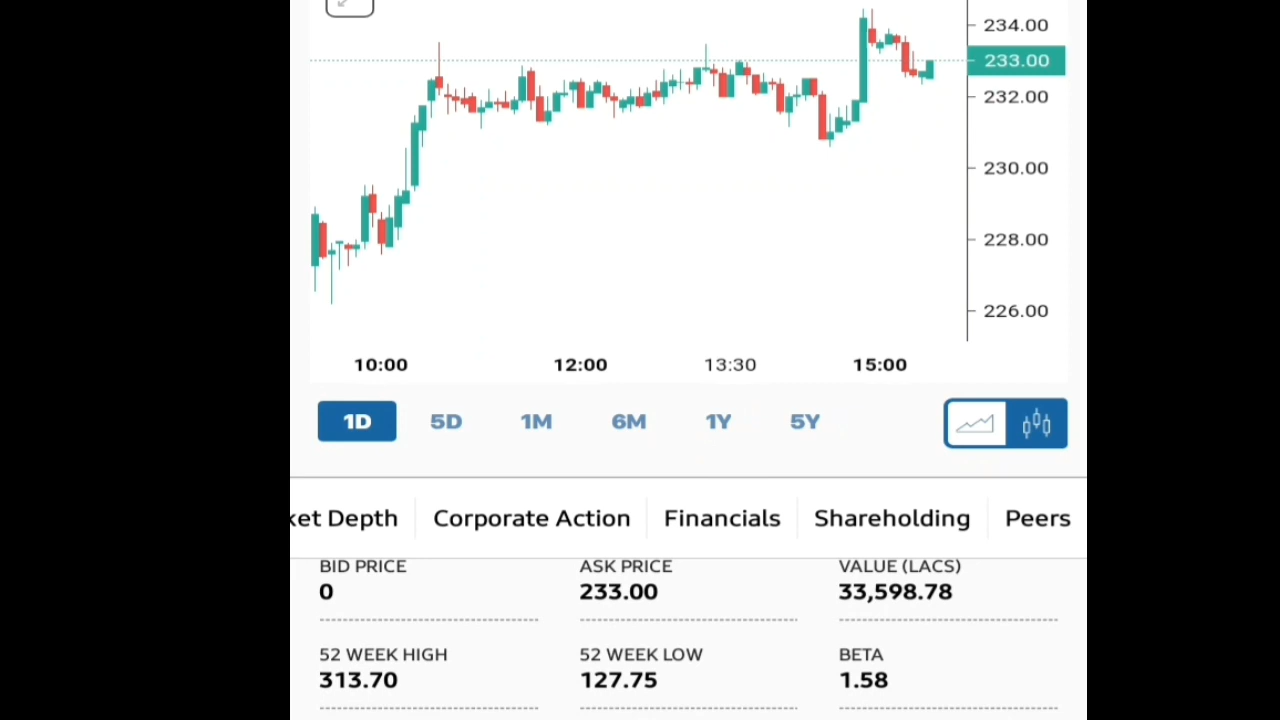 234.00
233.00
232.00
230.00
228.00
226.00
10:00 12:00 13:30 15:00
1D 5D 1M 6M 1Y 5Y
ket Depth Corporate Action Financials Shareholding Peers
BID PRICE ASK PRICE VALUE (LACS)
0 233.00 33,598.78
52 WEEK HIGH 52 WEEK LOW BETA
313.70 127.75 1.58